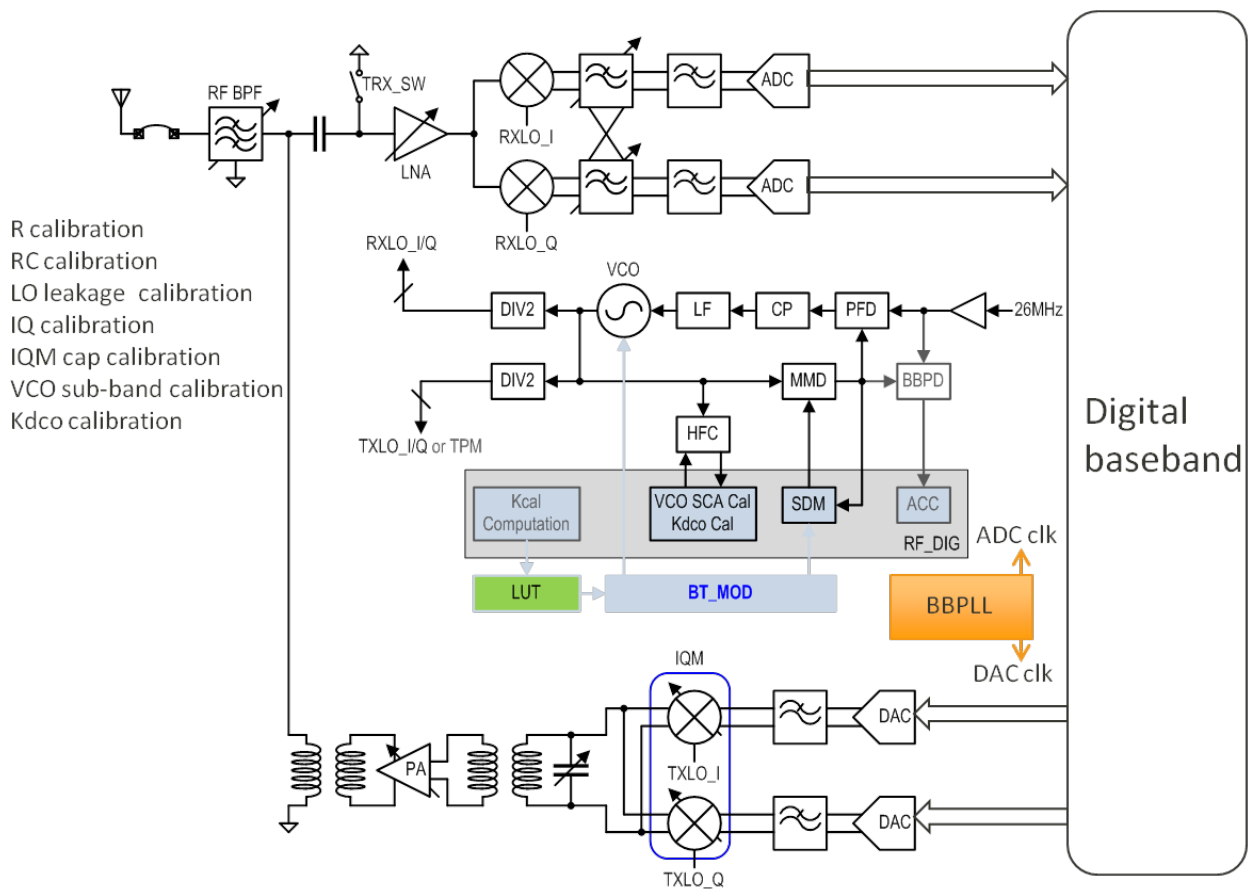 TRX_SW
RF BPF
LNA
RXLO_I
ADC
RXLO_Q
ADC
R calibration
RC calibration
LO leakage calibration
IQ calibration
IQM cap calibration
VCO sub-band calibration
Kdco calibration
RXLO_I/Q
DIV2
VCO
LF
CP
PFD
26MHz
DIV2
MMD
BBPD
TXLO_I/Q or TPM
HFC
Kcal
Computation
VCO SCA Cal
Kdco Cal
SDM
ACC
RF_DIG
LUT
BT_MOD
ADC clk
BBPLL
DAC clk
Digital
baseband
IQM
PA
TXLO_I
DAC
TXLO_Q
DAC